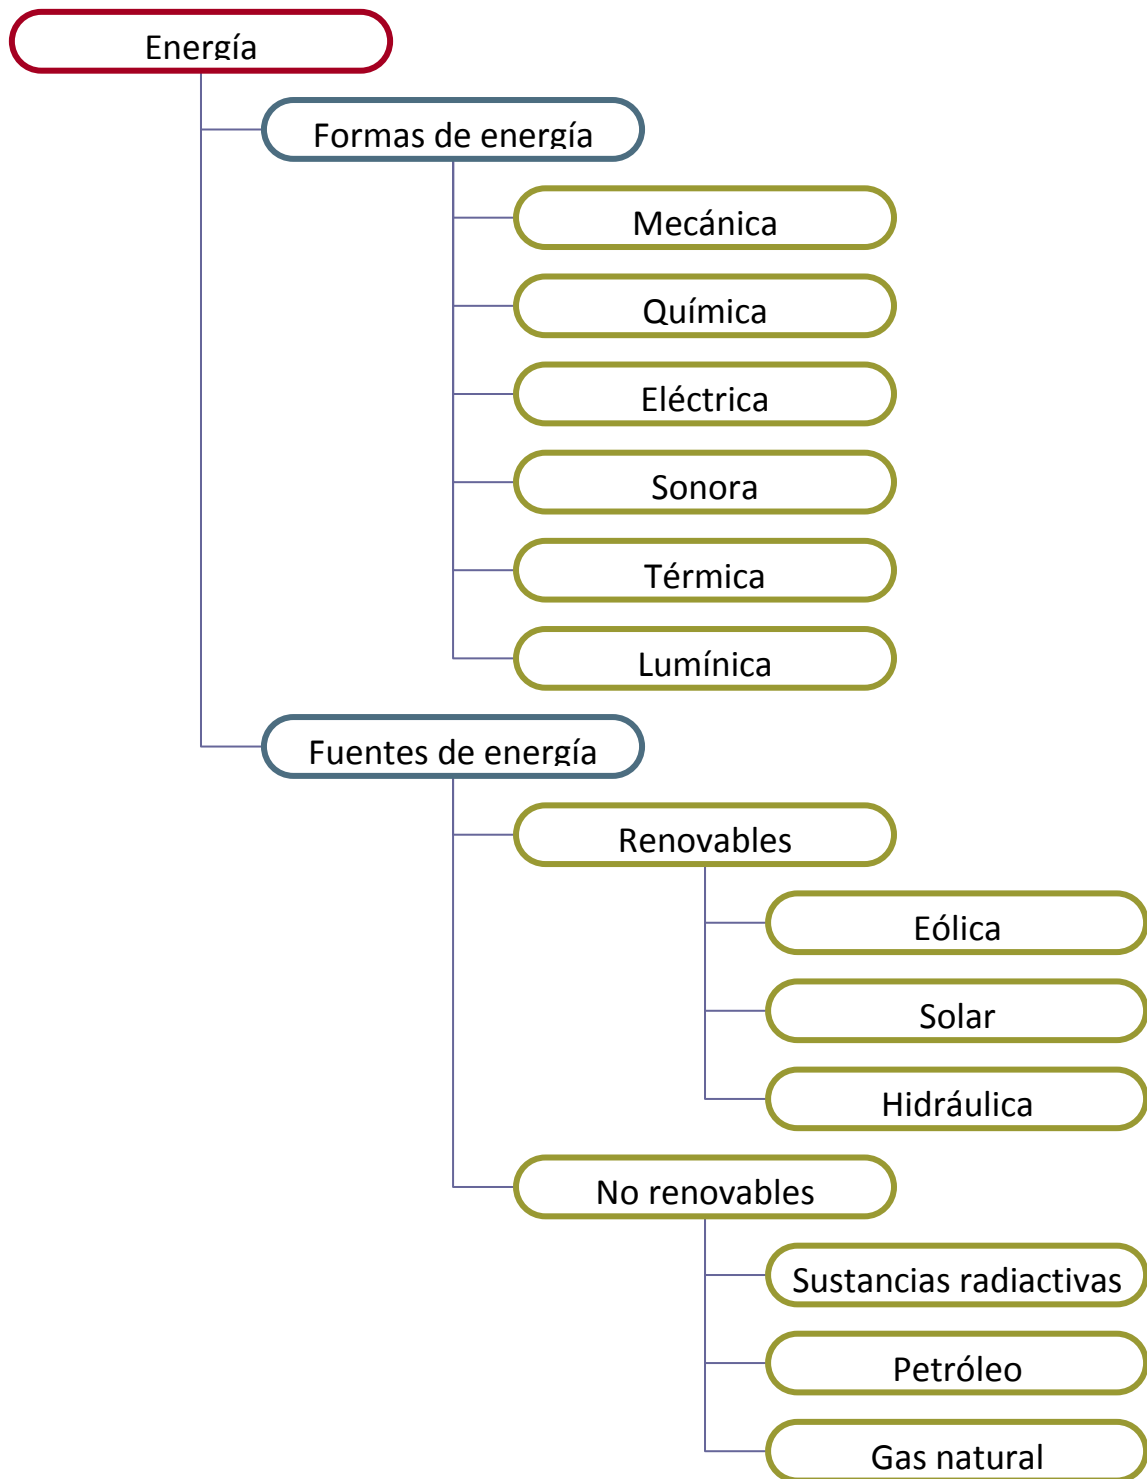 Energía
Formas de energía
Mecánica
Química
Eléctrica
Sonora
Térmica
Lumínica
Fuentes de energía
Renovables
Eólica
Solar
Hidráulica
No renovables
Sustancias radiactivas
Petróleo
Gas natural